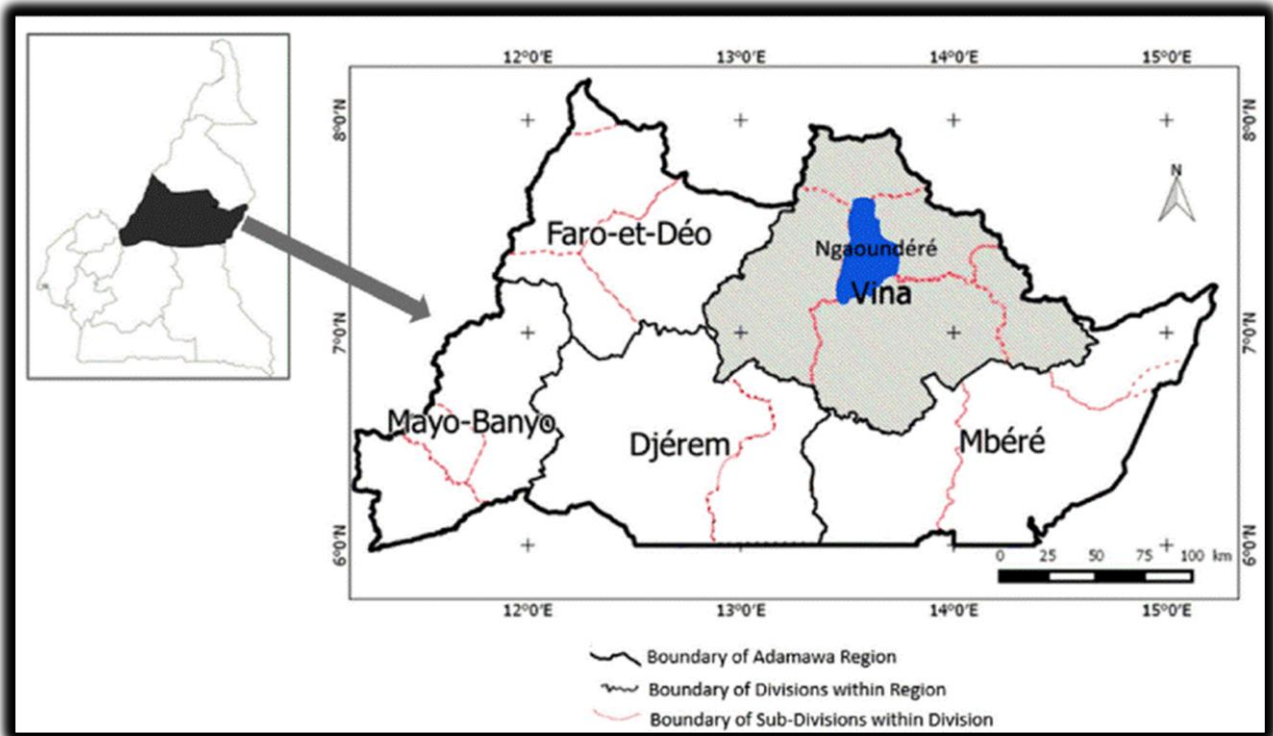 12°0'E 13°0'E 14°0'E 15°0'E
8°0'N 8°0'N
N
Faro-et-Déo
Ngaoundéré
Vina
7°0'N 7°0'N
Mayo-Banyo
Djérem
Mbéré
6°0'N 6°0'N
0 25 50 75 100 km
12°0'E 13°0'E 14°0'E 15°0'E
Boundary of Adamawa Region
Boundary of Divisions within Region
Boundary of Sub-Divisions within Division